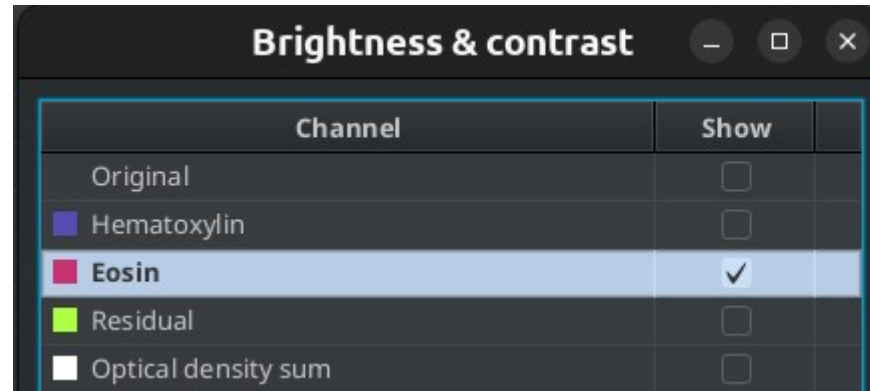 Brightness & contrast
Channel Show
Original
Hematoxylin
Eosin
Residual
Optical density sum